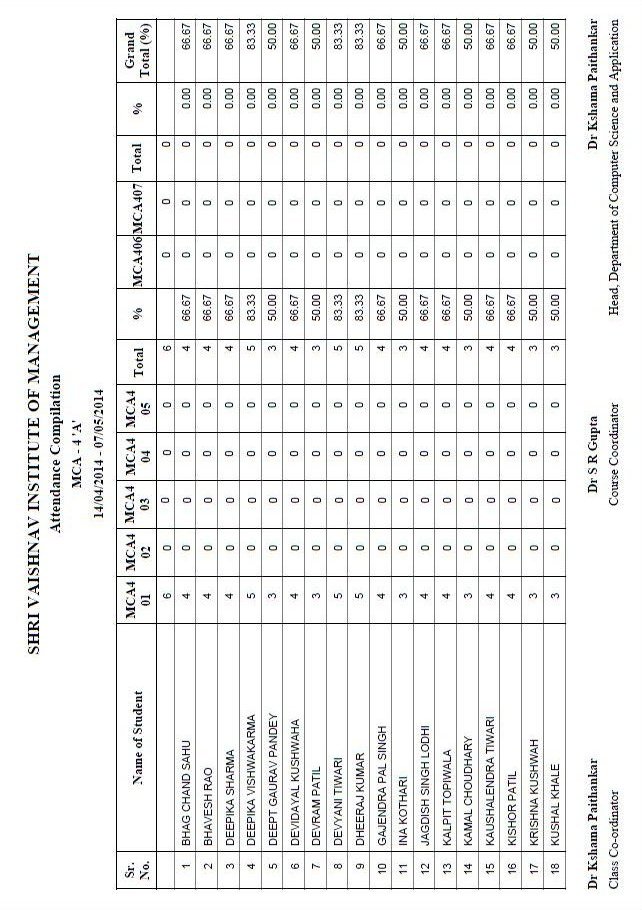 SHRI VAISHNAV INSTITUTE OF MANAGEMENT
Attendance Compilation
MCA - 4 'A'
14/04/2014 - 07/05/2014
Sr. No. Name of Student MCA4 01 MCA4 02 MCA4 03 MCA4 04 MCA4 05 Total % MCA406 MCA407 Total % Grand Total (%)
6 0 0 0 0 6 0 0 0
1 BHAG CHAND SAHU 4 0 0 0 0 4 66.67 0 0 0 0.00 66.67
2 BHAVESH RAO 4 0 0 0 0 4 66.67 0 0 0 0.00 66.67
3 DEEPIKA SHARMA 4 0 0 0 0 4 66.67 0 0 0 0.00 66.67
4 DEEPIKA VISHWAKARMA 5 0 0 0 0 5 83.33 0 0 0 0.00 83.33
5 DEEPT GAURAV PANDEY 3 0 0 0 0 3 50.00 0 0 0 0.00 50.00
6 DEVIDAYAL KUSHWAHA 4 0 0 0 0 4 66.67 0 0 0 0.00 66.67
7 DEVRAM PATIL 3 0 0 0 0 3 50.00 0 0 0 0.00 50.00
8 DEVYANI TIWARI 5 0 0 0 0 5 83.33 0 0 0 0.00 83.33
9 DHEERAJ KUMAR 5 0 0 0 0 5 83.33 0 0 0 0.00 83.33
10 GAJENDRA PAL SINGH 4 0 0 0 0 4 66.67 0 0 0 0.00 66.67
11 INA KOTHARI 3 0 0 0 0 3 50.00 0 0 0 0.00 50.00
12 JAGDISH SINGH LODHI 4 0 0 0 0 4 66.67 0 0 0 0.00 66.67
13 KALPIT TOPIWALA 4 0 0 0 0 4 66.67 0 0 0 0.00 66.67
14 KAMAL CHOUDHARY 3 0 0 0 0 3 50.00 0 0 0 0.00 50.00
15 KAUSHALENDRA TIWARI 4 0 0 0 0 4 66.67 0 0 0 0.00 66.67
16 KISHOR PATIL 4 0 0 0 0 4 66.67 0 0 0 0.00 66.67
17 KRISHNA KUSHWAH 3 0 0 0 0 3 50.00 0 0 0 0.00 50.00
18 KUSHAL KHALE 3 0 0 0 0 3 50.00 0 0 0 0.00 50.00
Dr Kshama Paithankar Dr S R Gupta Dr Kshama Paithankar
Class Co-ordinator Course Coordinator Head, Department of Computer Science and Application